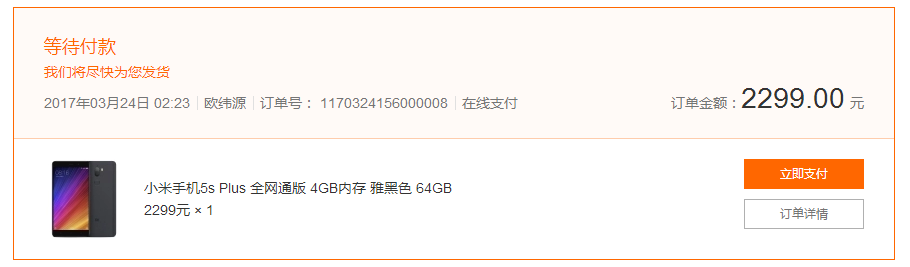 等待付款
我们将尽快为您发货
2017年03月24日 02:23 欧纬源 订单号： 1170324156000008 在线支付 订单金额：2299.00 元
小米手机5s Plus 全网通版 4GB内存 雅黑色 64GB
2299元 × 1
立即支付
订单详情